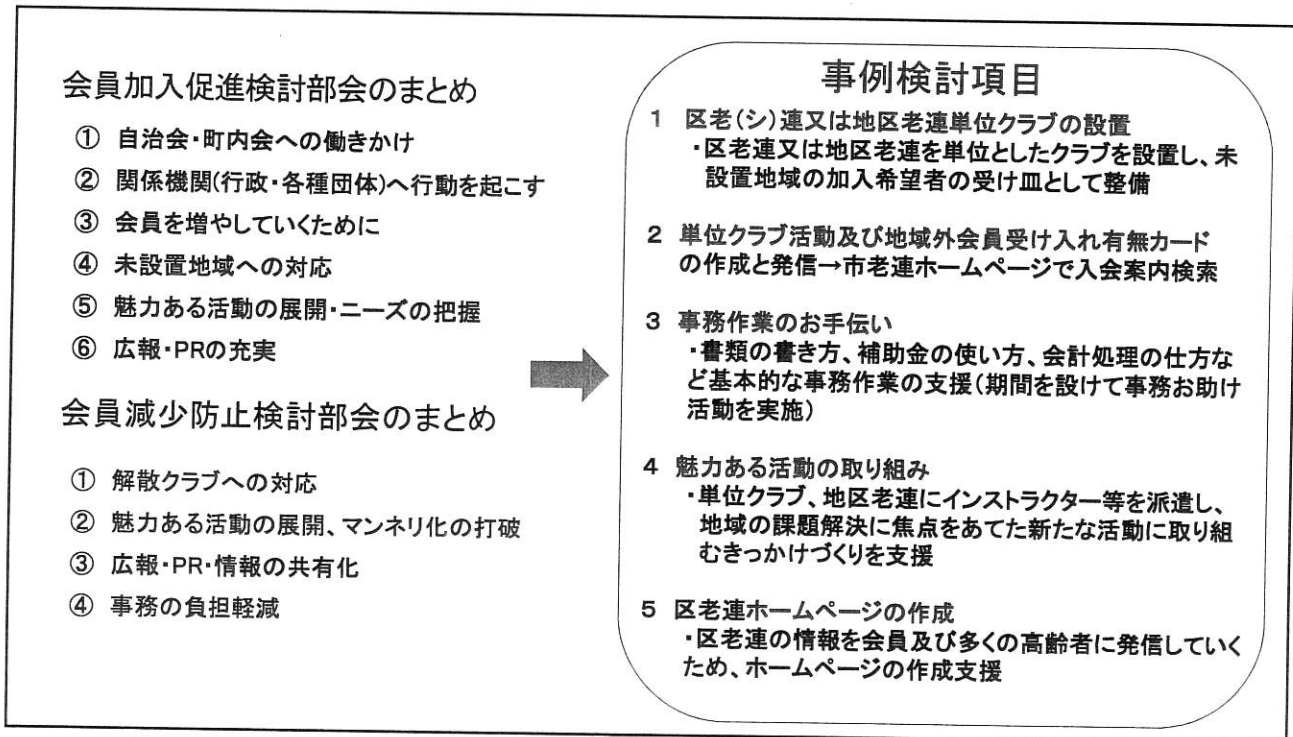 会員加入促進検討部会のまとめ
① 自治会・町内会への働きかけ
② 関係機関(行政・各種団体)へ行動を起こす
③ 会員を増やしていくために
④ 未設置地域への対応
⑤ 魅力ある活動の展開・ニーズの把握
⑥ 広報・PRの充実
会員減少防止検討部会のまとめ
① 解散クラブへの対応
② 魅力ある活動の展開、マンネリ化の打破
③ 広報・PR・情報の共有化
④ 事務の負担軽減
事例検討項目
1 区老(シ)連又は地区老連単位クラブの設置
・区老連又は地区老連を単位としたクラブを設置し、未
設置地域の加入希望者の受け皿として整備
2 単位クラブ活動及び地域外会員受け入れ有無カード
の作成と発信→市老連ホームページで入会案内検索
3 事務作業のお手伝い
・書類の書き方、補助金の使い方、会計処理の仕方な
ど基本的な事務作業の支援(期間を設けて事務お助け
活動を実施)
4 魅力ある活動の取り組み
・単位クラブ、地区老連にインストラクター等を派遣し、
地域の課題解決に焦点をあてた新たな活動に取り組
むきっかけづくりを支援
5 区老連ホームページの作成
・区老連の情報を会員及び多くの高齢者に発信していく
ため、ホームページの作成支援